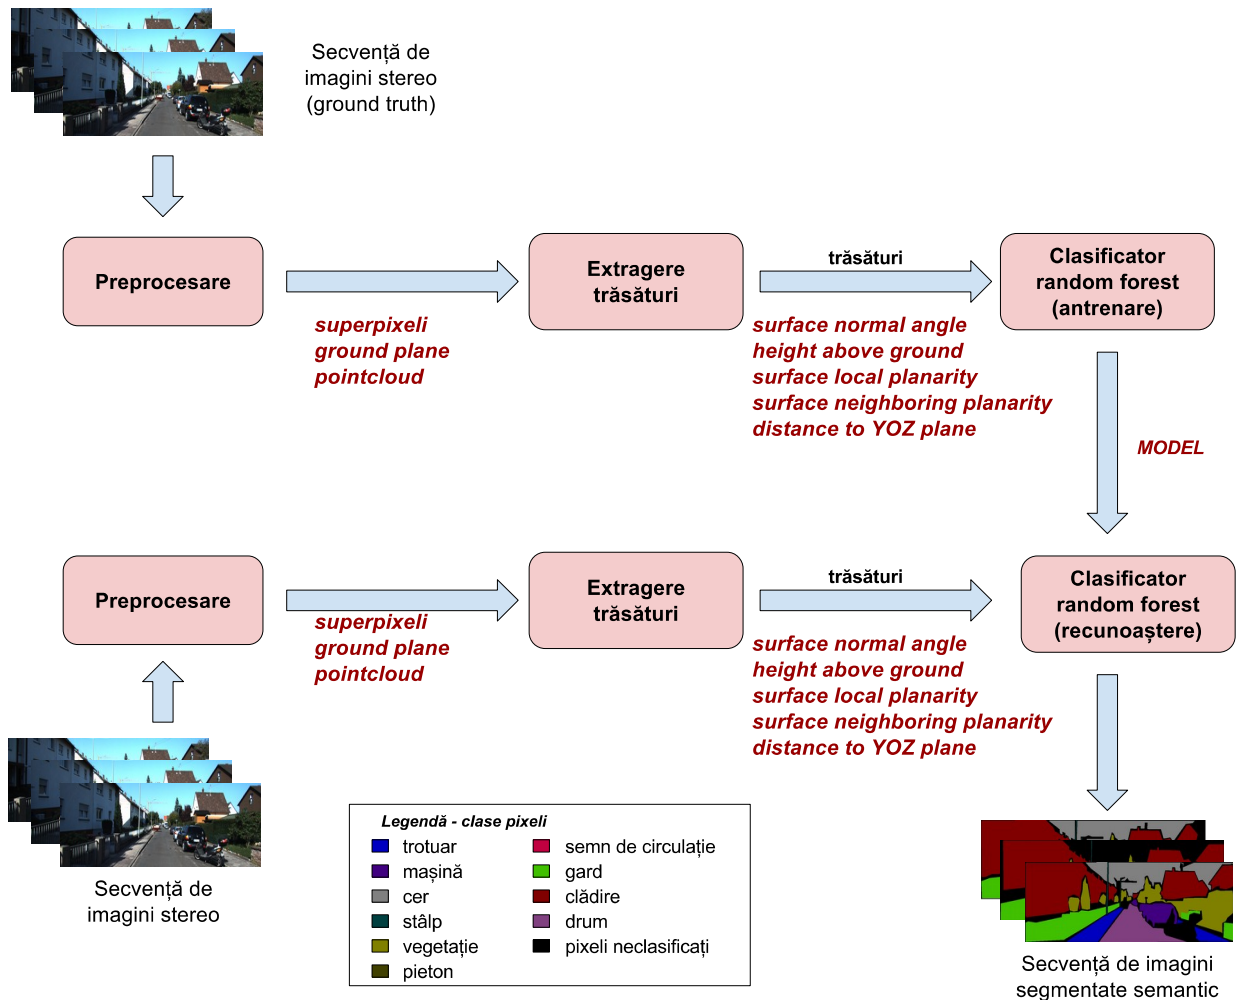 Secvență de
imagini stereo
(ground truth)
Preprocesare
superpixeli
ground plane
pointcloud
Extragere
trăsături
trăsături
surface normal angle
height above ground
surface local planarity
surface neighboring planarity
distance to YOZ plane
Clasificator
random forest
(antrenare)
MODEL
Preprocesare
superpixeli
ground plane
pointcloud
Extragere
trăsături
trăsături
surface normal angle
height above ground
surface local planarity
surface neighboring planarity
distance to YOZ plane
Clasificator
random forest
(recunoaștere)
Secvență de
imagini stereo
Legendă - clase pixeli
trotuar
mașină
cer
stâlp
vegetație
pieton
semn de circulație
gard
clădire
drum
pixeli neclasificați
Secvență de imagini
segmentate semantic